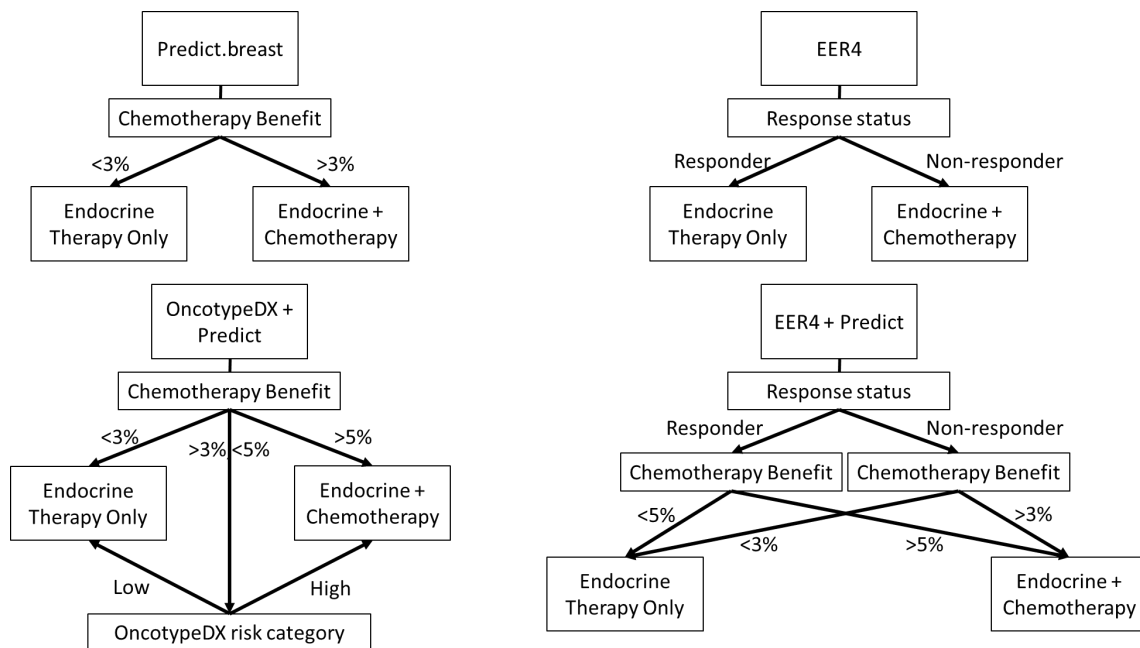 Predict.breast
Chemotherapy Benefit
<3%
>3%
Endocrine
Therapy Only
Endocrine +
Chemotherapy
EER4
Response status
Responder
Non-responder
Endocrine
Therapy Only
Endocrine +
Chemotherapy
OncotypeDX +
Predict
Chemotherapy Benefit
<3%
>3%
<5%
>5%
Endocrine
Therapy Only
Endocrine +
Chemotherapy
Low
High
OncotypeDX risk category
EER4 + Predict
Response status
Responder
Non-responder
Chemotherapy Benefit
Chemotherapy Benefit
<5%
<3%
>5%
>3%
Endocrine
Therapy Only
Endocrine +
Chemotherapy